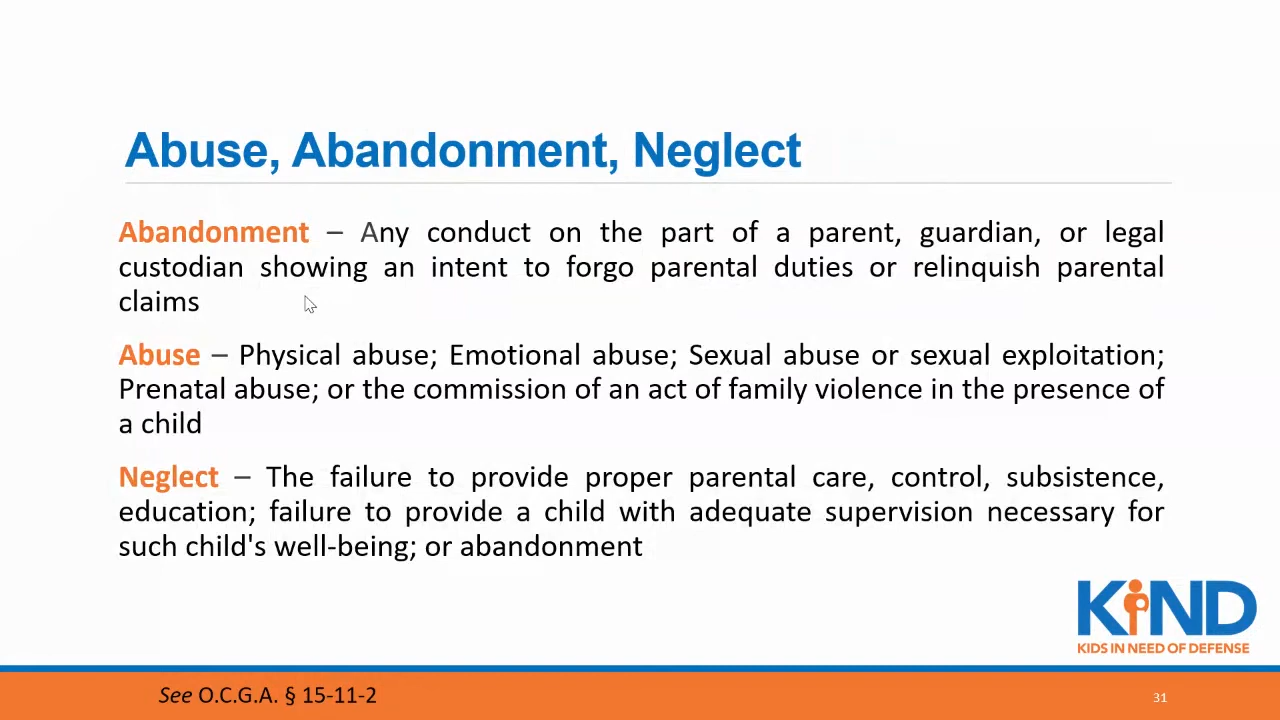 Abuse, Abandonment, Neglect
Abandonment – Any conduct on the part of a parent, guardian, or legal
custodian showing an intent to forgo parental duties or relinquish parental
claims
Abuse – Physical abuse; Emotional abuse; Sexual abuse or sexual exploitation;
Prenatal abuse; or the commission of an act of family violence in the presence of
a child
Neglect – The failure to provide proper parental care, control, subsistence,
education; failure to provide a child with adequate supervision necessary for
such child's well-being; or abandonment
KiND
KIDS IN NEED OF DEFENSE
See O.C.G.A. § 15-11-2
31